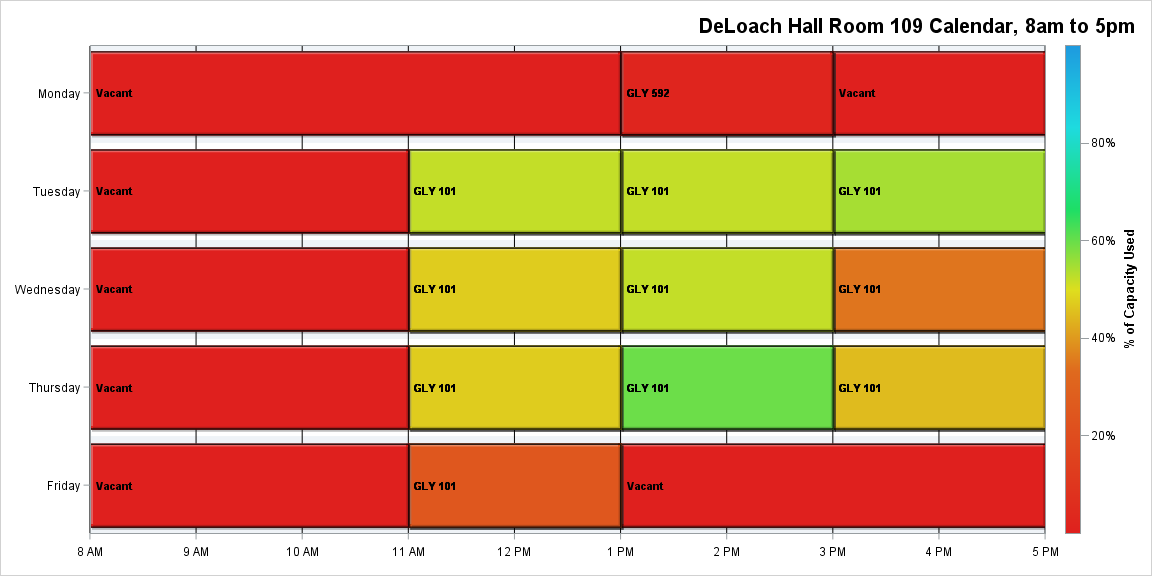 DeLoach Hall Room 109 Calendar, 8am to 5pm
Monday
Vacant
GLY 592
Vacant
Tuesday
Vacant
GLY 101
GLY 101
GLY 101
Wednesday
Vacant
GLY 101
GLY 101
GLY 101
Thursday
Vacant
GLY 101
GLY 101
GLY 101
Friday
Vacant
GLY 101
Vacant
8 AM
9 AM
10 AM
11 AM
12 PM
1 PM
2 PM
3 PM
4 PM
5 PM
80%
60%
40%
20%
% of Capacity Used